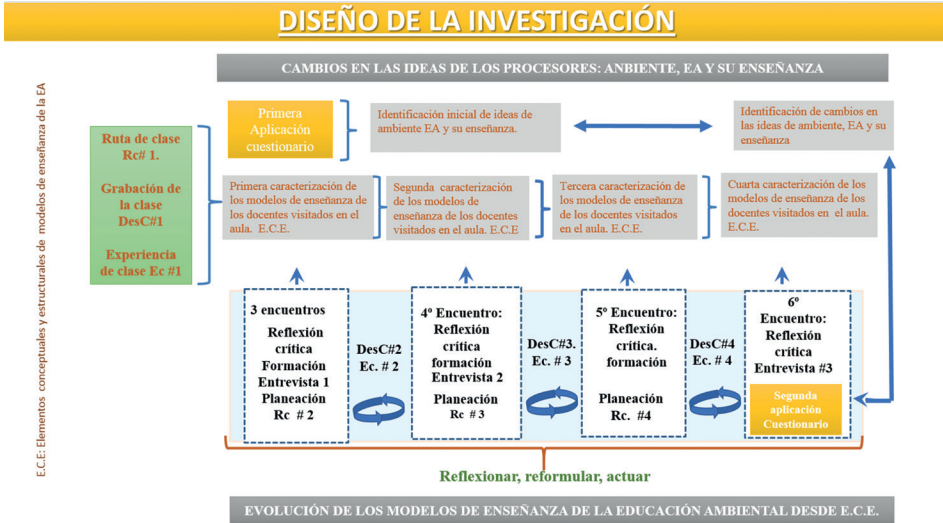 DISEÑO DE LA INVESTIGACIÓN
CAMBIOS EN LAS IDEAS DE LOS PROCESORES: ANBIENTE, EA Y SU ENSEÑANZA
E.C.E: Elementos conceptuales y estructurales de modelos de enseñanza de la EA
Ruta de clase
Rc# 1.
Grabación de
la clase
DesC#1
Experiencia
de clase Ec #1
Primera
Aplicación
cuestionario
Identificación inicial de ideas de
ambiente EA y su enseñanza.
Identificación de cambios en
las ideas de ambiente, EA y su
enseñanza
Primera caracterización de
los modelos de enseñanza de
los docentes visitados en el
aula. E.C.E.
Segunda caracterización
de los modelos de
enseñanza de los docentes
visitados en el aula. E.C.E
Tercera caracterización de
los modelos de enseñanza
de los docentes visitados
en el aula. E.C.E.
Cuarta caracterización de los
modelos de enseñanza de los
docentes visitados en el aula.
E.C.E.
3 encuentros
Reflexión
crítica
Formación
Entrevista 1
Planeación
Rc # 2
DesC#2
Ec. # 2
4º Encuentro:
Reflexión
crítica
formación
Entrevista 2
Planeación
Rc #3
DesC#3.
Ec. # 3
5º Encuentro:
Reflexión
crítica.
formación
Planeación
Rc. #4
DesC#4
Ec. # 4
6º
Encuentro:
Reflexión
crítica
Entrevista #3
Segunda
aplicación
Cuestionario
Reflexionar, reformular, actuar
EVOLUCIÓN DE LOS MODELOS DE ENSEÑANZA DE LA EDUCACIÓN AMBIENTAL DESDE E.C.E.